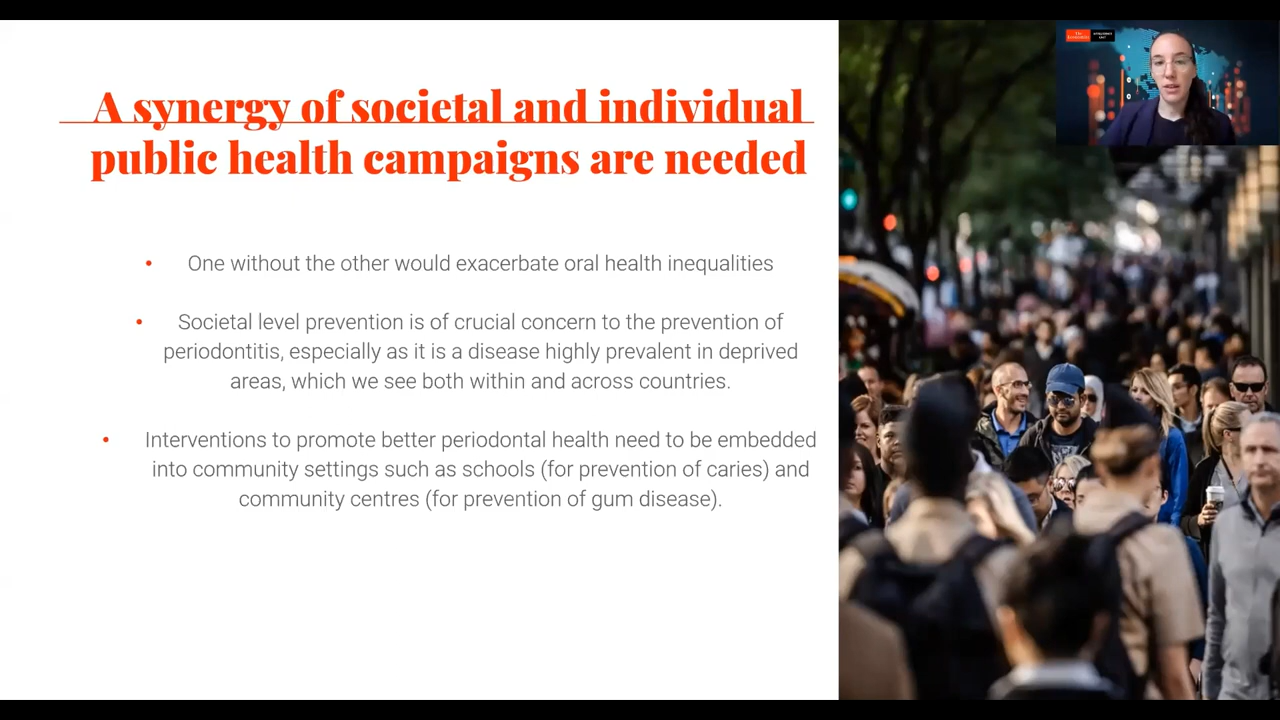 A synergy of societal and individual
public health campaigns are needed
• One without the other would exacerbate oral health inequalities
• Societal level prevention is of crucial concern to the prevention of
periodontitis, especially as it is a disease highly prevalent in deprived
areas, which we see both within and across countries.
• Interventions to promote better periodontal health need to be embedded
into community settings such as schools (for prevention of caries) and
community centres (for prevention of gum disease).